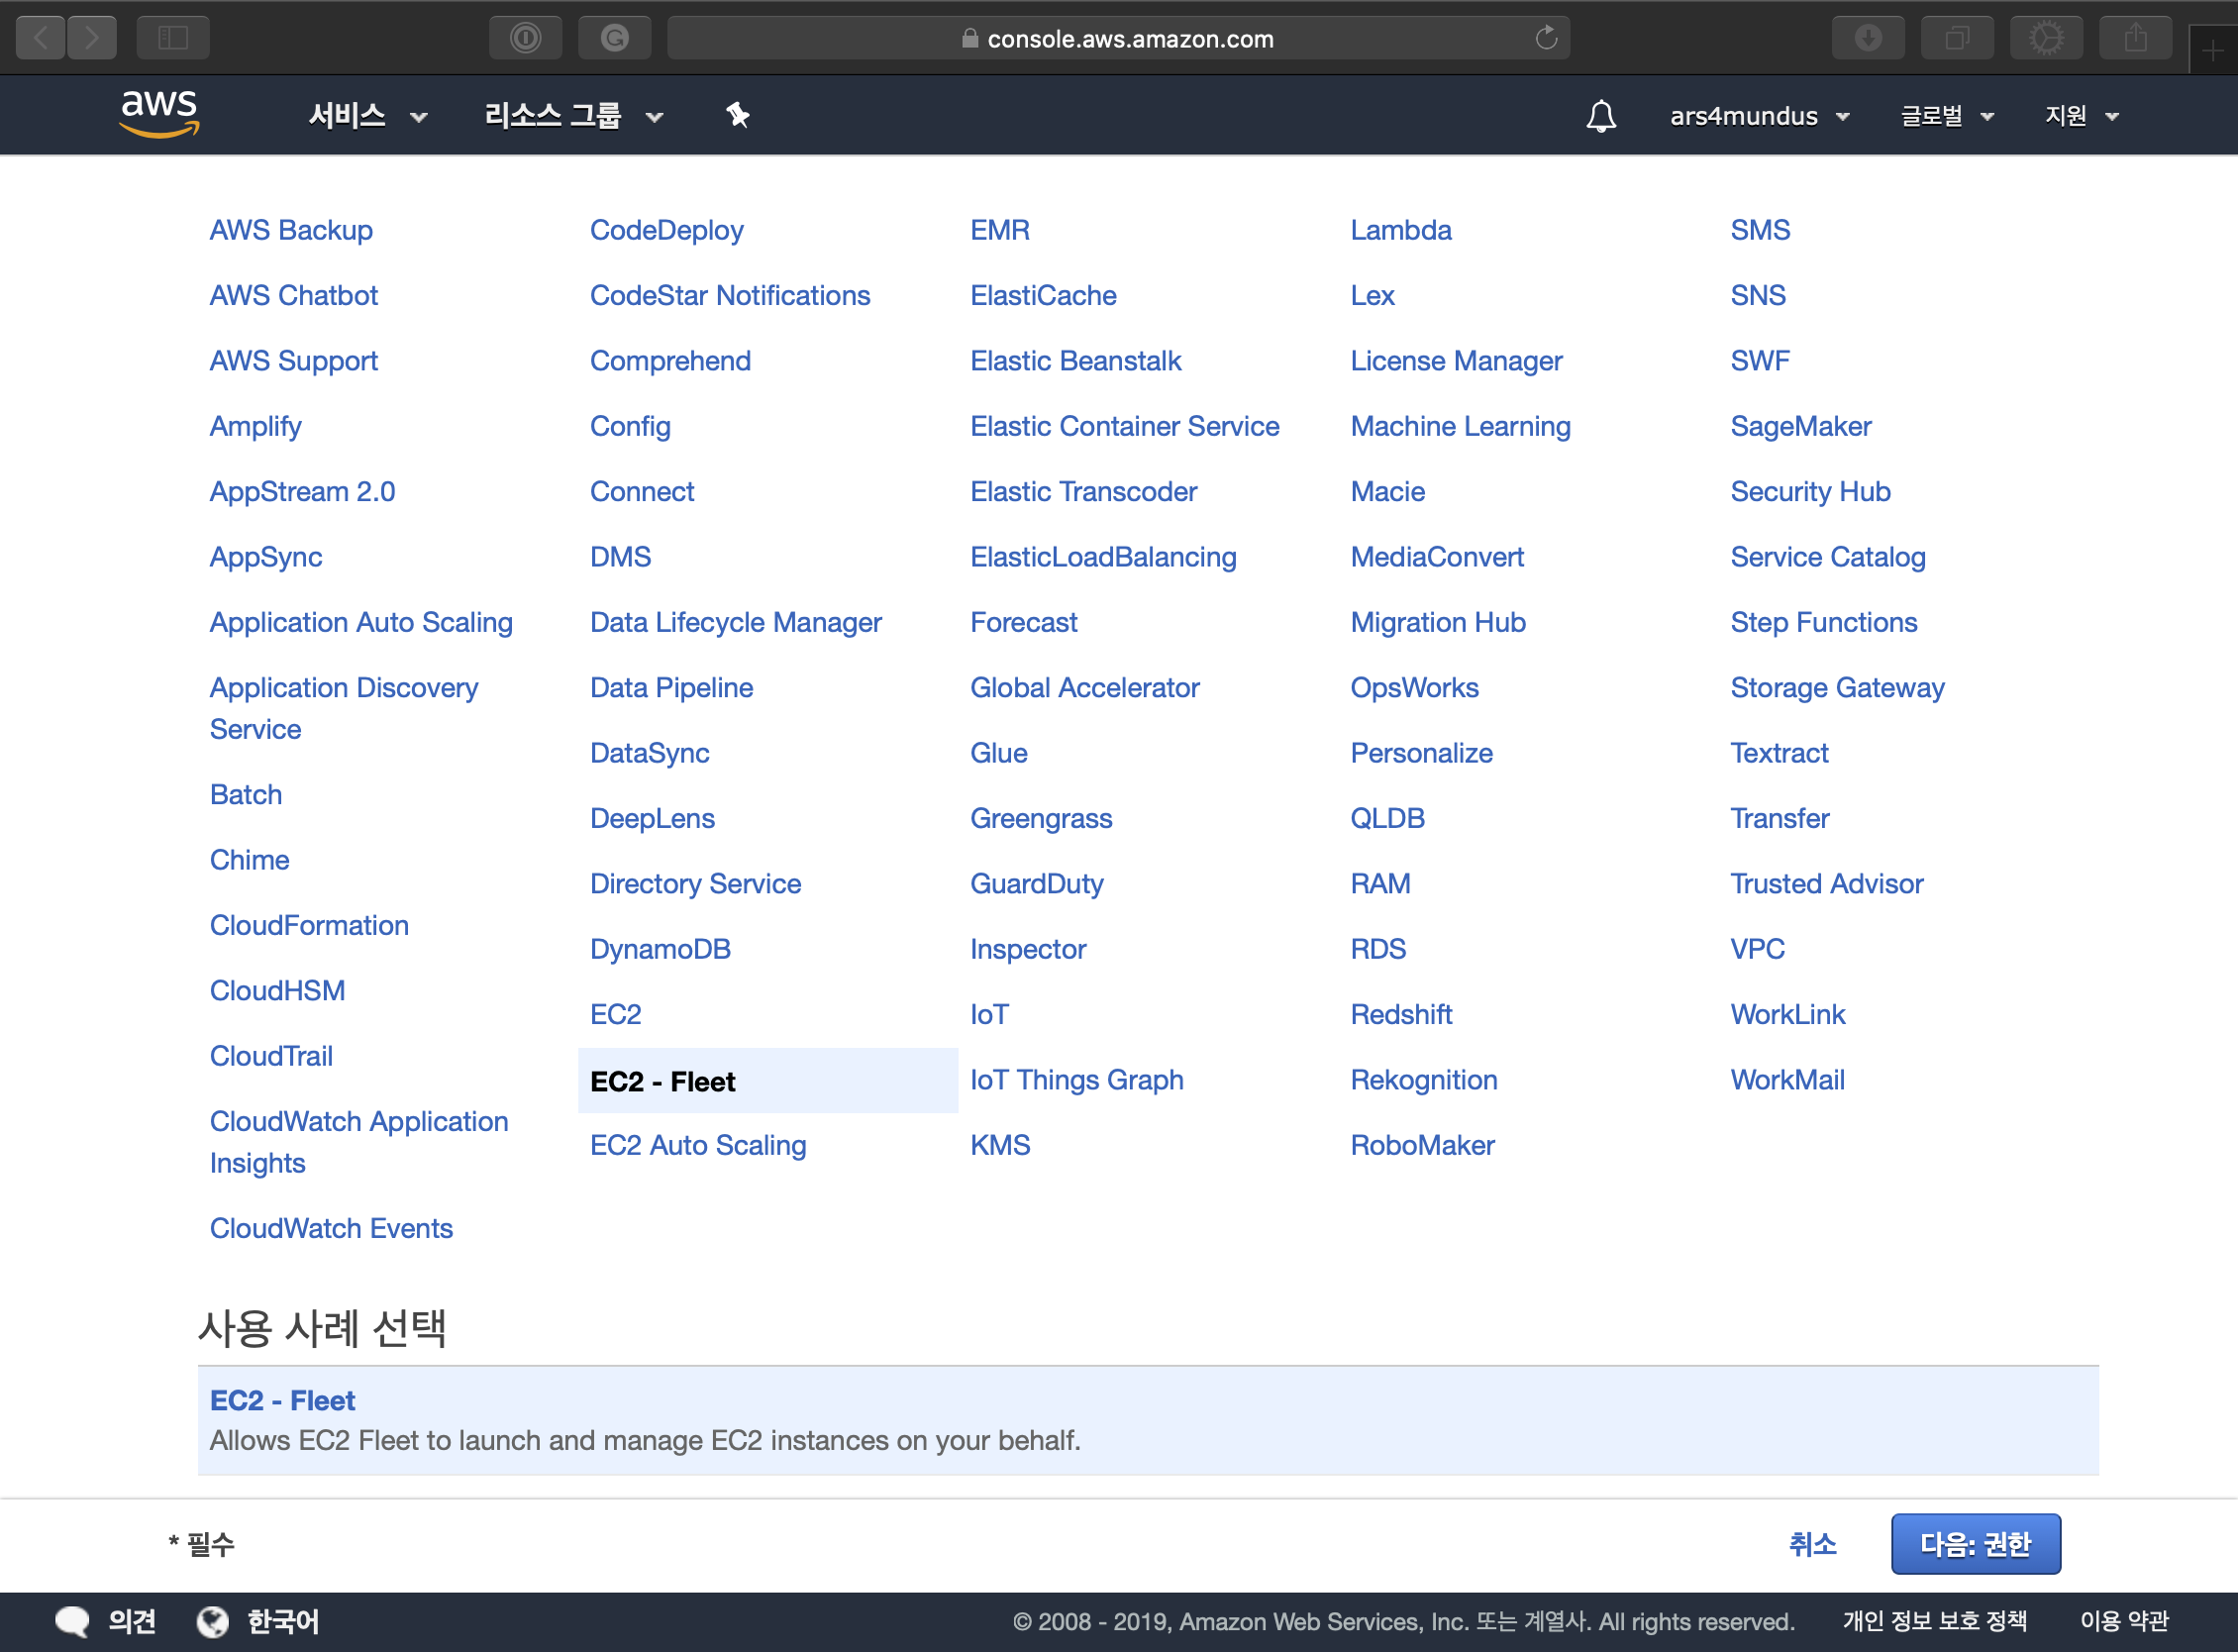 console.aws.amazon.com
aws
서비스
리소스 그룹
ars4mundus
글로벌
지원
AWS Backup
AWS Chatbot
AWS Support
Amplify
AppStream 2.0
AppSync
Application Auto Scaling
Application Discovery
Service
Batch
Chime
CloudFormation
CloudHSM
CloudTrail
CloudWatch Application
Insights
CloudWatch Events
CodeDeploy
CodeStar Notifications
Comprehend
Config
Connect
DMS
Data Lifecycle Manager
Data Pipeline
DataSync
DeepLens
Directory Service
DynamoDB
EC2
EC2 - Fleet
EC2 Auto Scaling
EMR
ElastiCache
Elastic Beanstalk
Elastic Container Service
Elastic Transcoder
ElasticLoadBalancing
Forecast
Global Accelerator
Glue
Greengrass
GuardDuty
Inspector
IoT
IoT Things Graph
KMS
Lambda
Lex
License Manager
Machine Learning
Macie
MediaConvert
Migration Hub
OpsWorks
Personalize
QLDB
RAM
RDS
Redshift
Rekognition
RoboMaker
SMS
SNS
SWF
SageMaker
Security Hub
Service Catalog
Step Functions
Storage Gateway
Textract
Transfer
Trusted Advisor
VPC
WorkLink
WorkMail
사용 사례 선택
EC2 - Fleet
Allows EC2 Fleet to launch and manage EC2 instances on your behalf.
* 필수
취소
다음: 권한
의견
한국어
© 2008 - 2019, Amazon Web Services, Inc. 또는 계열사. All rights reserved.
개인 정보 보호 정책
이용 약관